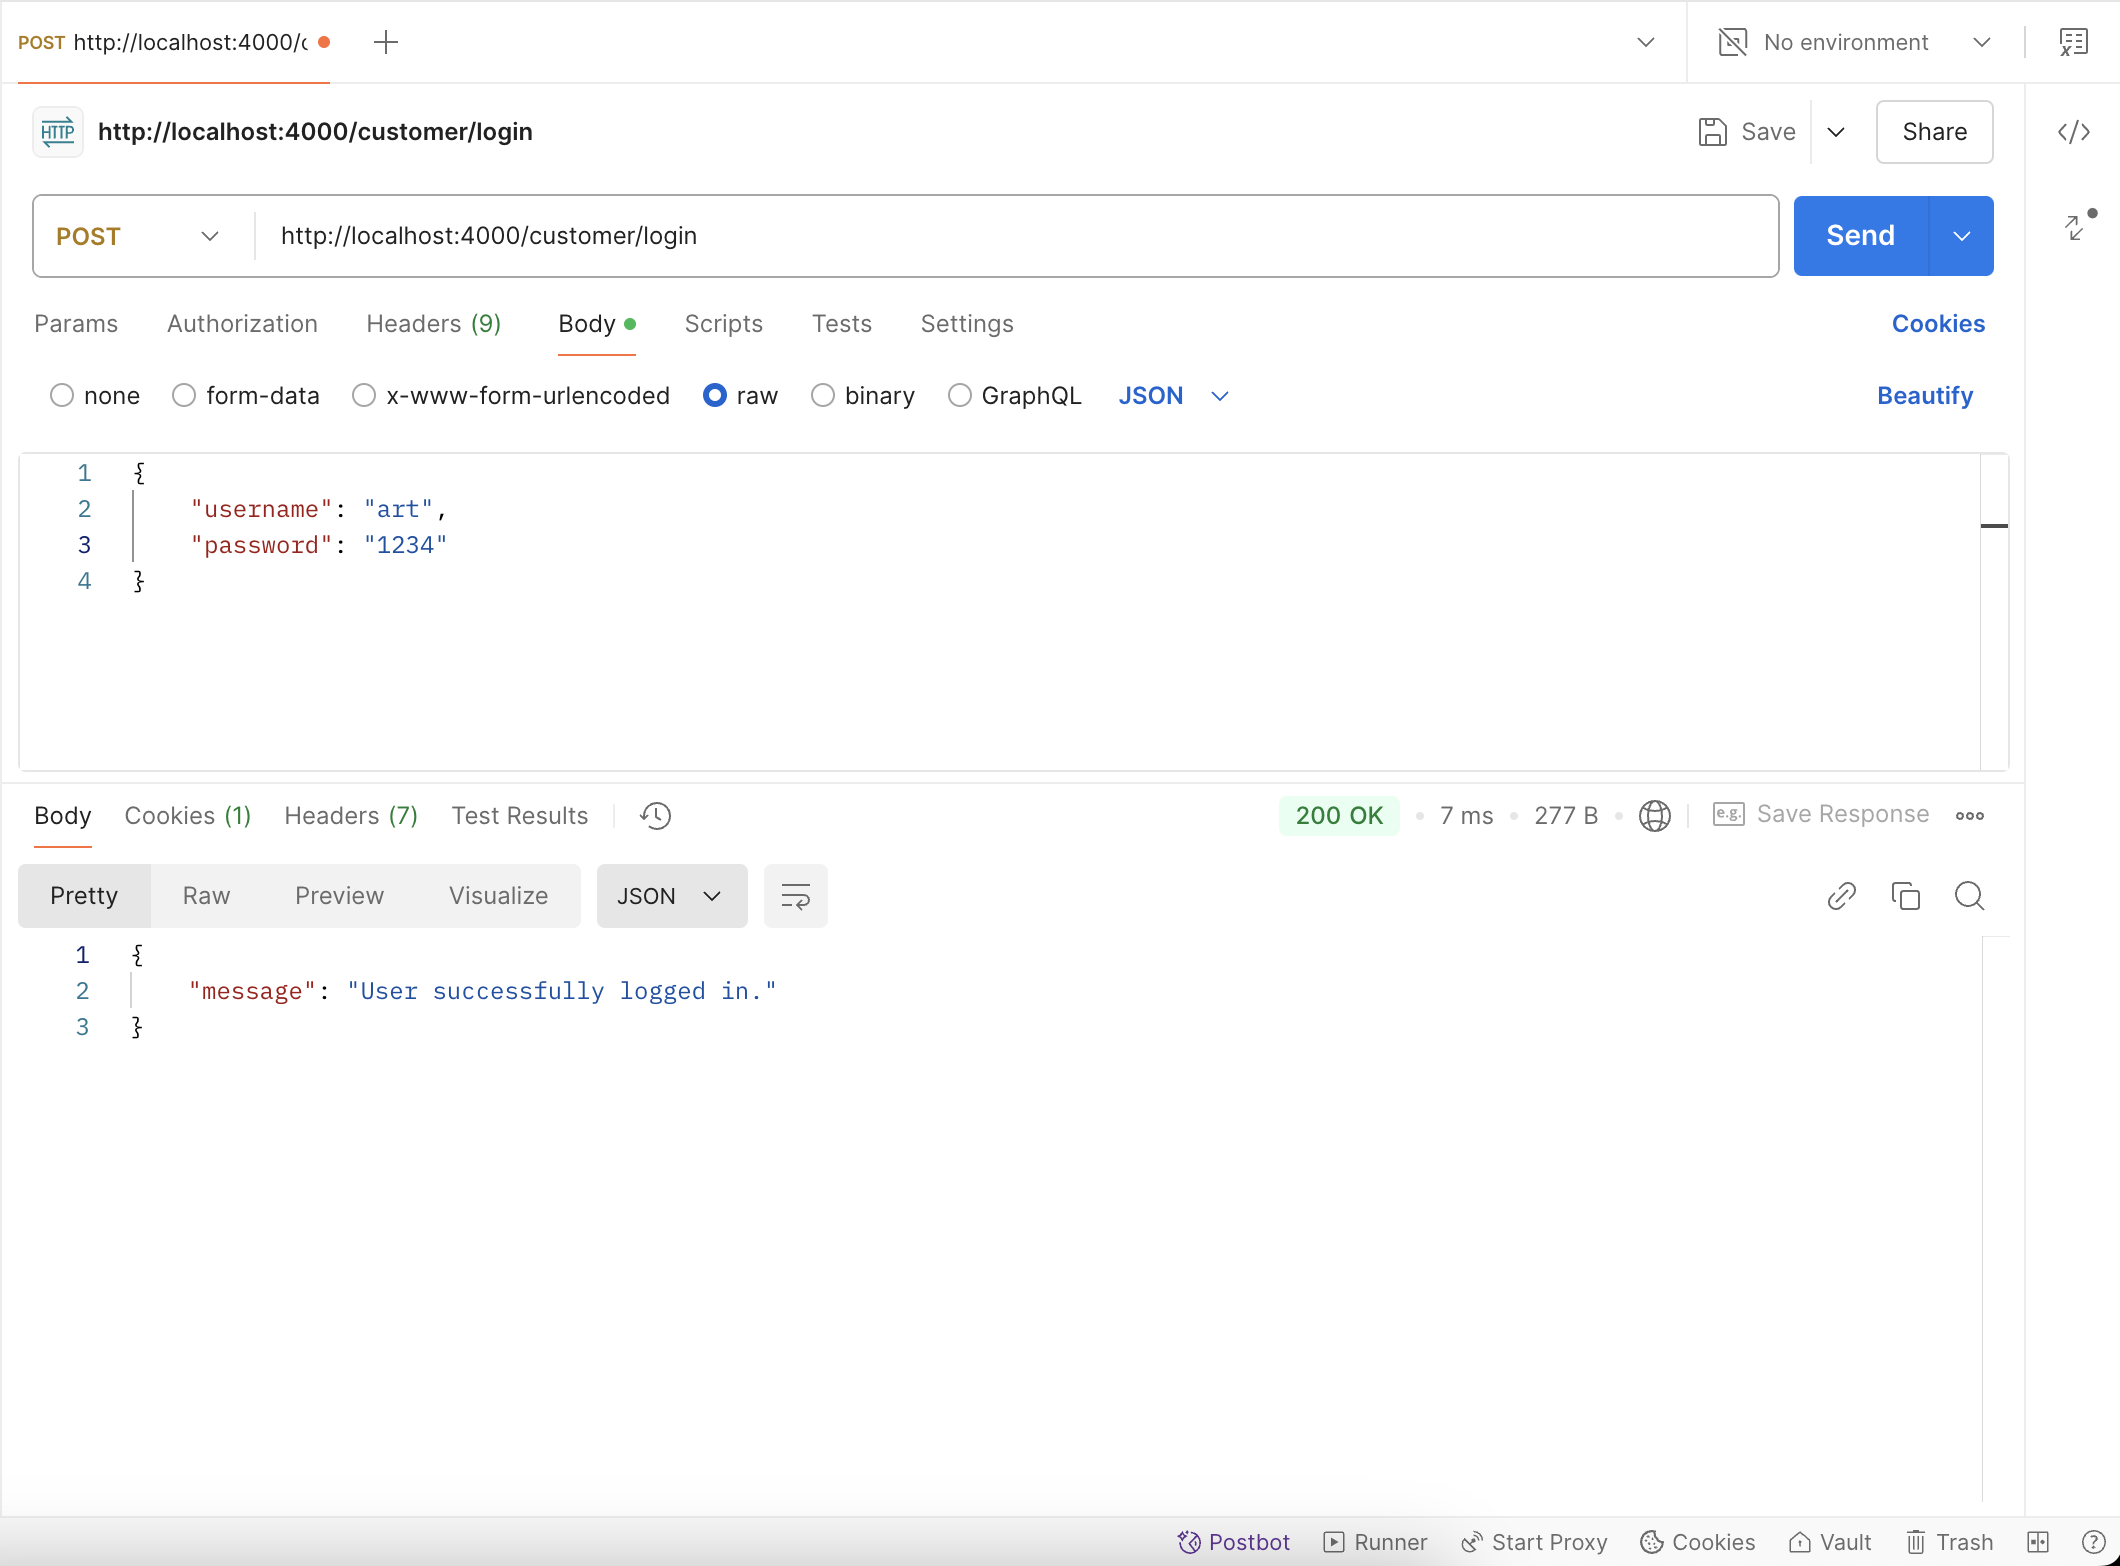 POST http://localhost:4000/c
No environment
HTTP http://localhost:4000/customer/login
Save
Share
POST http://localhost:4000/customer/login
Send
Params Authorization Headers (9) Body Scripts Tests Settings Cookies
none form-data x-www-form-urlencoded raw binary GraphQL JSON Beautify
1 {
2 "username": "art",
3 "password": "1234"
4 }
Body Cookies (1) Headers (7) Test Results 200 OK 7 ms 277 B e.g. Save Response
Pretty Raw Preview Visualize JSON
1 {
2 "message": "User successfully logged in."
3 }
Postbot Runner Start Proxy Cookies Vault Trash